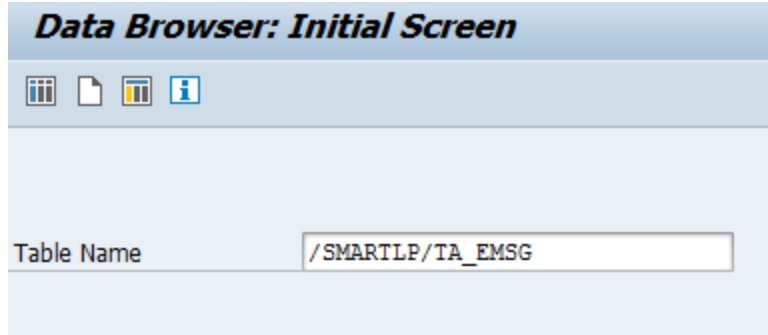 Data Browser: Initial Screen
Table Name /SMARTLP/TA_EMSG